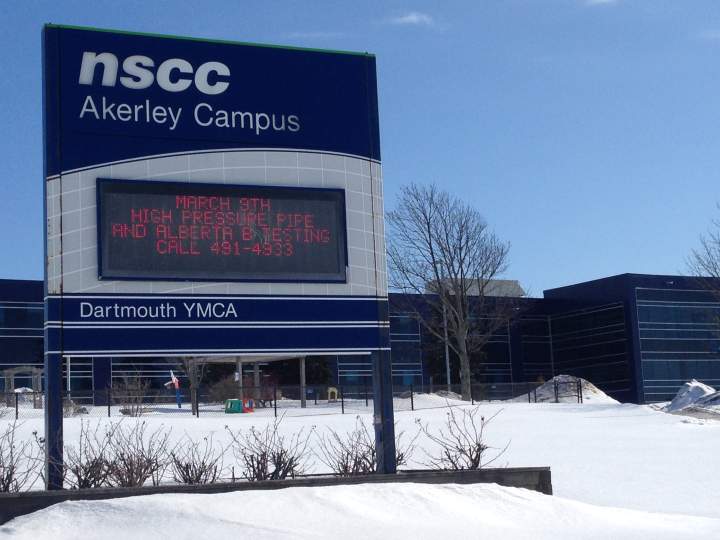 nscc
Akerley Campus
MARCH 9TH
HIGH PRESSURE PIPE
AND ALBERTA B TESTING
CALL 491-4933
Dartmouth YMCA